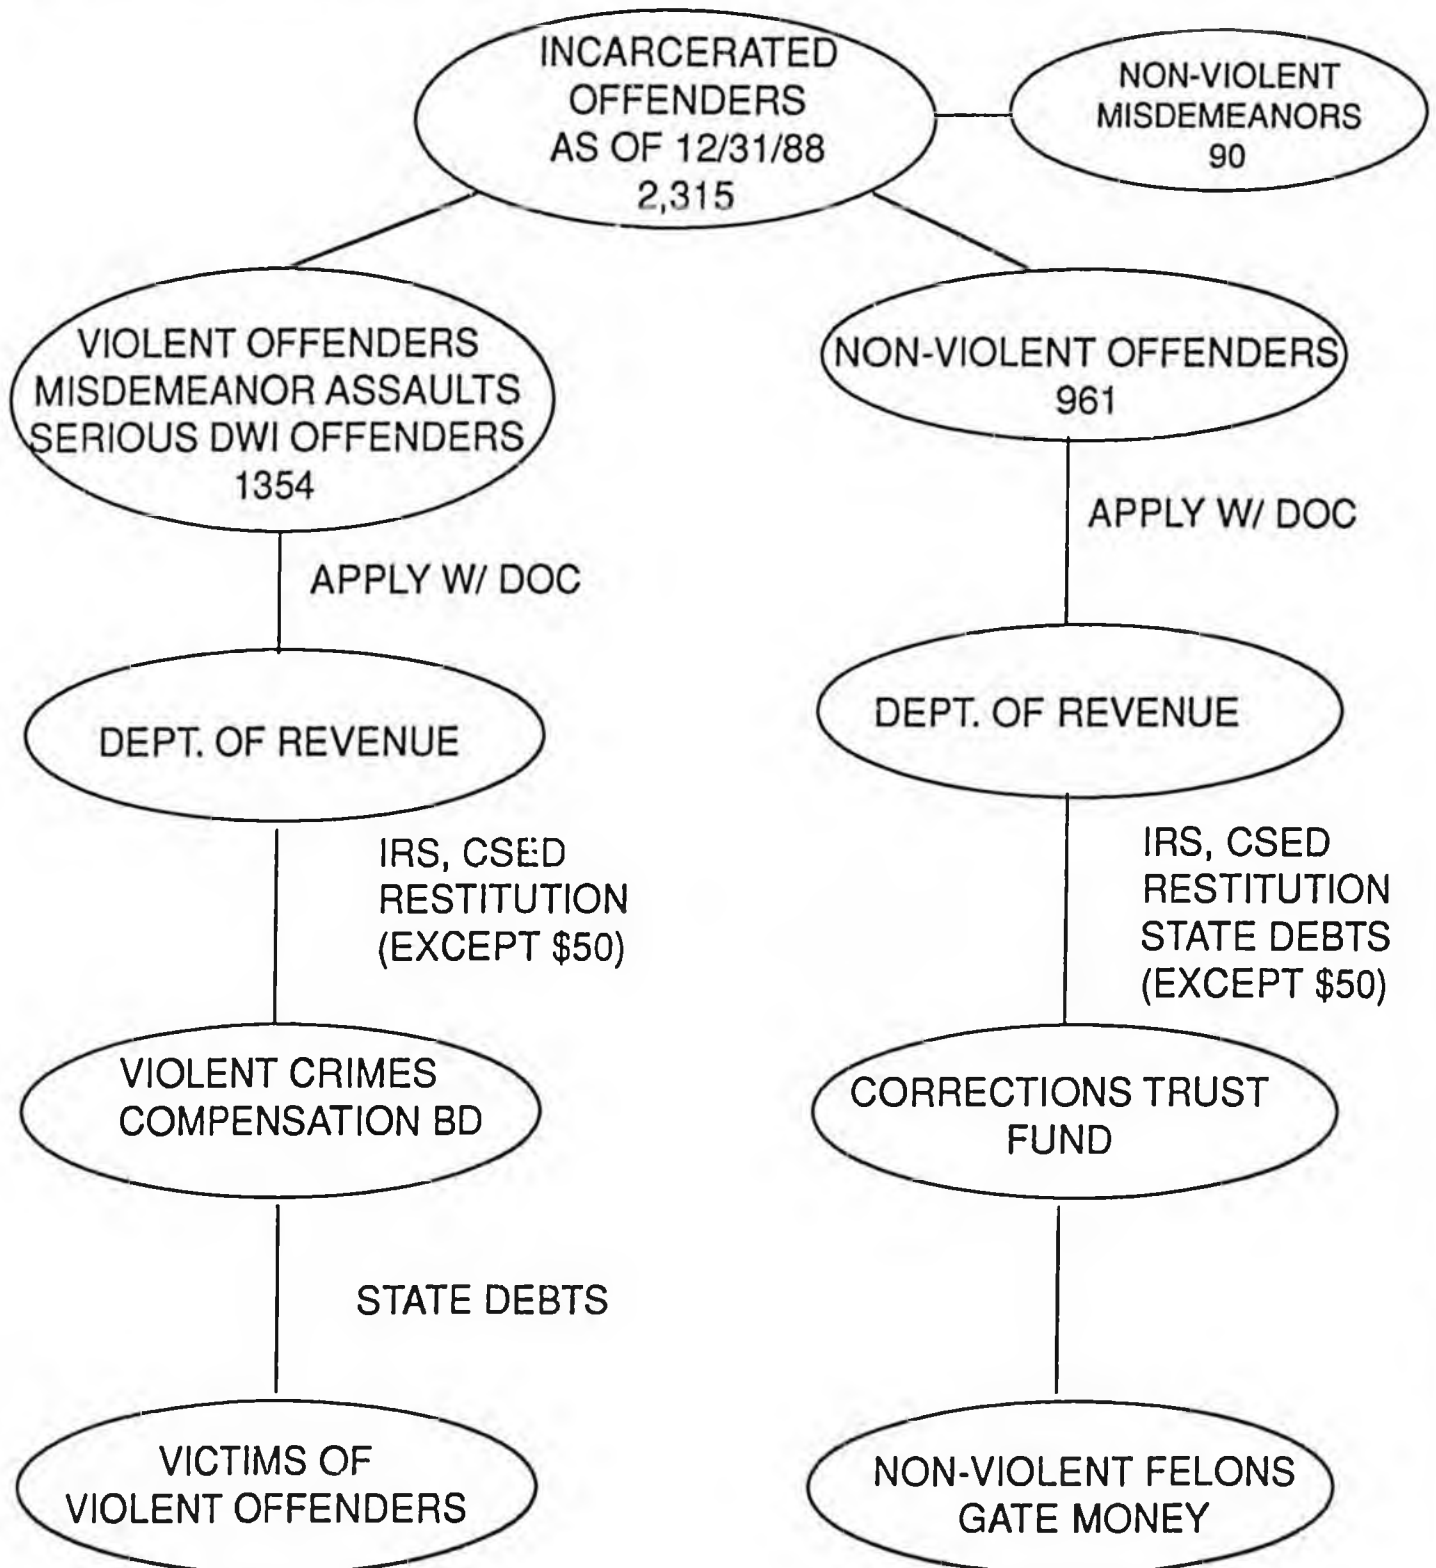 INCARCERATED
OFFENDERS
AS OF 12/31/88
2,315
NON-VIOLENT
MISDEMEANORS
90
VIOLENT OFFENDERS
MISDEMEANOR ASSAULTS
SERIOUS DWI OFFENDERS
1354
NON-VIOLENT OFFENDERS
961
APPLY W/ DOC
APPLY W/ DOC
DEPT. OF REVENUE
DEPT. OF REVENUE
IRS, CSED
RESTITUTION
(EXCEPT $50)
IRS, CSED
RESTITUTION
STATE DEBTS
(EXCEPT $50)
VIOLENT CRIMES
COMPENSATION BD
CORRECTIONS TRUST
FUND
STATE DEBTS
VICTIMS OF
VIOLENT OFFENDERS
NON-VIOLENT FELONS
GATE MONEY